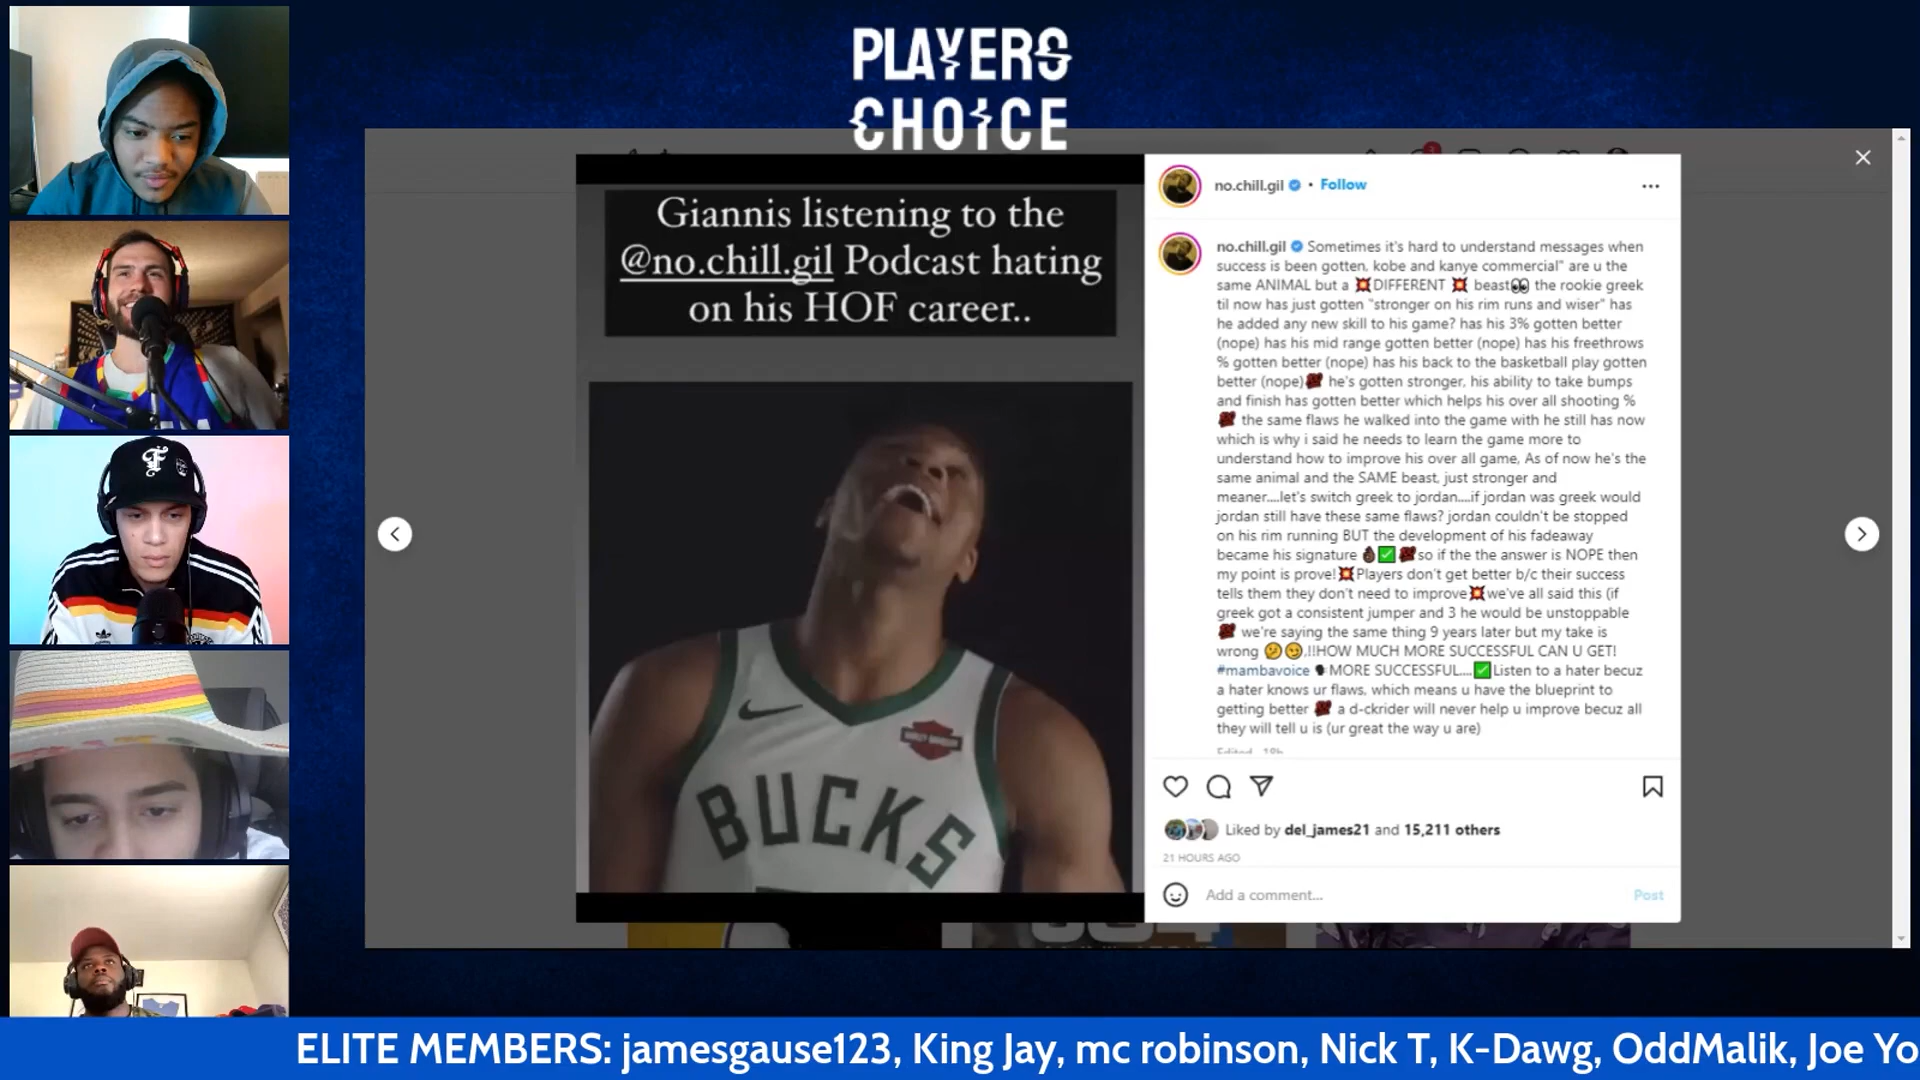 PLAYERS
CHOICE
Giannis listening to the
@no.chill.gil Podcast hating
on his HOF career..
BUCKS
no.chill.gil • Follow
no.chill.gil Sometimes it's hard to understand messages when
success is been gotten, kobe and kanye commercial" are u the
same ANIMAL but a 💥DIFFERENT 💥 beast👀 the rookie greek
til now has just gotten "stronger on his rim runs and wiser" has
he added any new skill to his game? has his 3% gotten better
(nope) has his mid range gotten better (nope) has his freethrows
% gotten better (nope) has his back to the basketball play gotten
better (nope) he's gotten stronger, his ability to take bumps
and finish has gotten better which helps his over all shooting %
the same flaws he walked into the game with he still has now
which is why i said he needs to learn the game more to
understand how to improve his over all game, As of now he's the
same animal and the SAME beast, just stronger and
meaner....let's switch greek to jordan....if jordan was greek would
jordan still have these same flaws? jordan couldn't be stopped
on his rim running BUT the development of his fadeaway
became his signature ✅ so if the the answer is NOPE then
my point is prove!💥Players don't get better b/c their success
tells them they don't need to improve💥we've all said this (if
greek got a consistent jumper and 3 he would be unstoppable
we're saying the same thing 9 years later but my take is
wrong 🤔😏,!!HOW MUCH MORE SUCCESSFUL CAN U GET!
#mambavoice 🗣MORE SUCCESSFUL....✅Listen to a hater becuz
a hater knows ur flaws, which means u have the blueprint to
getting better a d-ckrider will never help u improve becuz all
they will tell u is (ur great the way u are)
Edited · 19h
Liked by del_james21 and 15,211 others
21 HOURS AGO
Add a comment...
Post
ELITE MEMBERS: jamesgause123, King Jay, mc robinson, Nick T, K-Dawg, OddMalik, Joe Yo